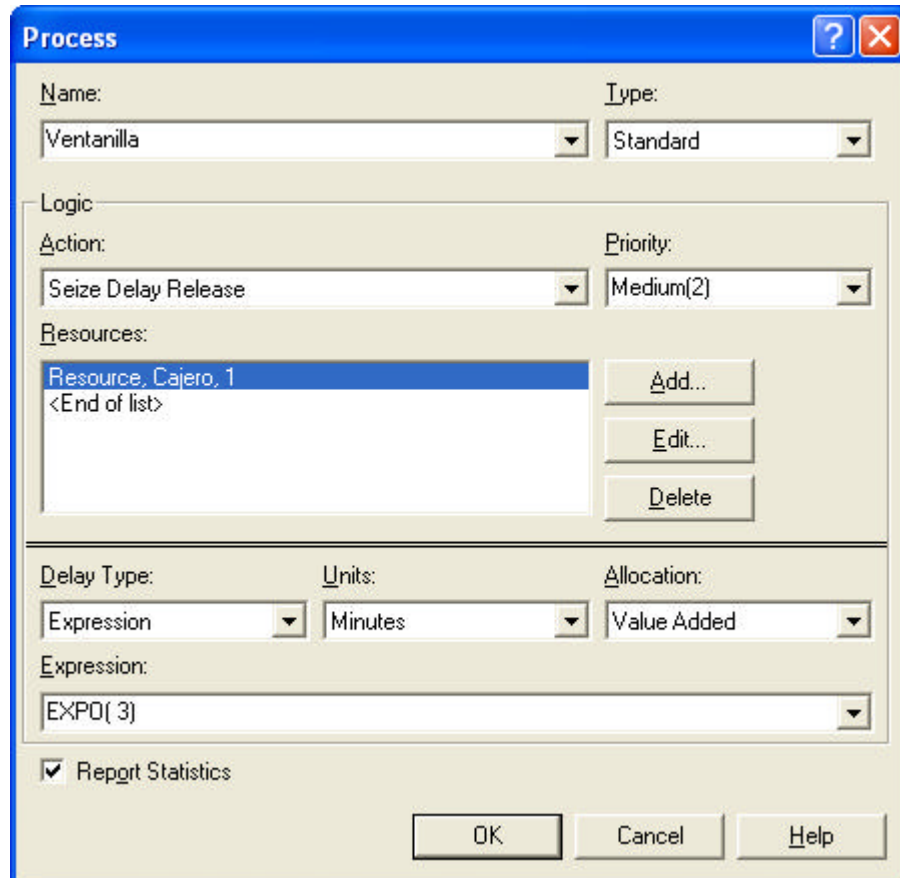 Process
Name:
Type:
Ventanilla
Standard
Logic
Action:
Priority:
Seize Delay Release
Medium(2)
Resources:
Resource, Cajero, 1
<End of list>
Add...
Edit...
Delete
Delay Type:
Units:
Allocation:
Expression
Minutes
Value Added
Expression:
EXPO( 3)
Report Statistics
OK
Cancel
Help